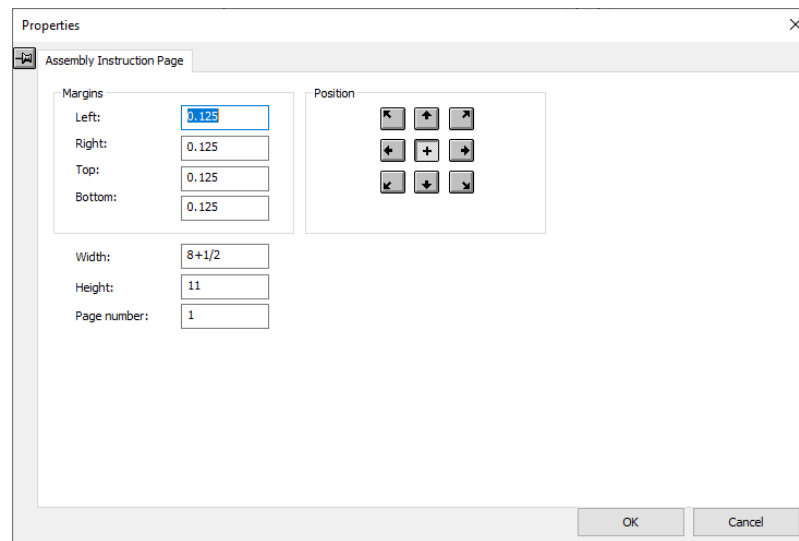 Properties
Assembly Instruction Page
Margins
Left: 0.125
Right: 0.125
Top: 0.125
Bottom: 0.125
Position
+
Width: 8+1/2
Height: 11
Page number: 1
OK Cancel